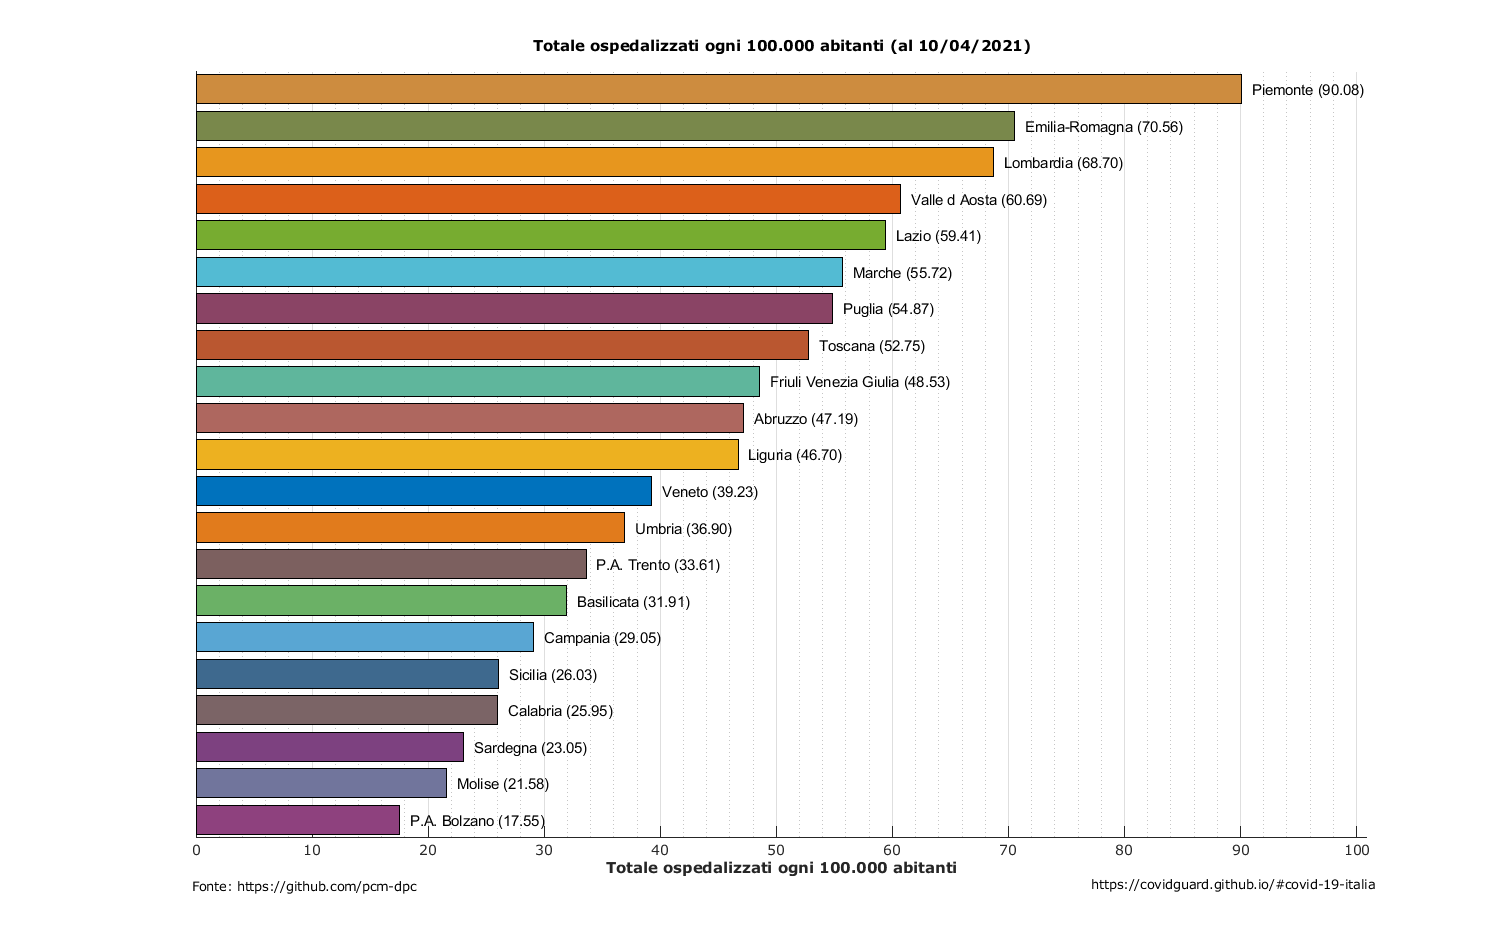 Totale ospedalizzati ogni 100.000 abitanti (al 10/04/2021)
Piemonte (90.08)
Emilia-Romagna (70.56)
Lombardia (68.70)
Valle d Aosta (60.69)
Lazio (59.41)
Marche (55.72)
Puglia (54.87)
Toscana (52.75)
Friuli Venezia Giulia (48.53)
Abruzzo (47.19)
Liguria (46.70)
Veneto (39.23)
Umbria (36.90)
P.A. Trento (33.61)
Basilicata (31.91)
Campania (29.05)
Sicilia (26.03)
Calabria (25.95)
Sardegna (23.05)
Molise (21.58)
P.A. Bolzano (17.55)
0 10 20 30 40 50 60 70 80 90 100
Totale ospedalizzati ogni 100.000 abitanti
Fonte: https://github.com/pcm-dpc
https://covidguard.github.io/#covid-19-italia